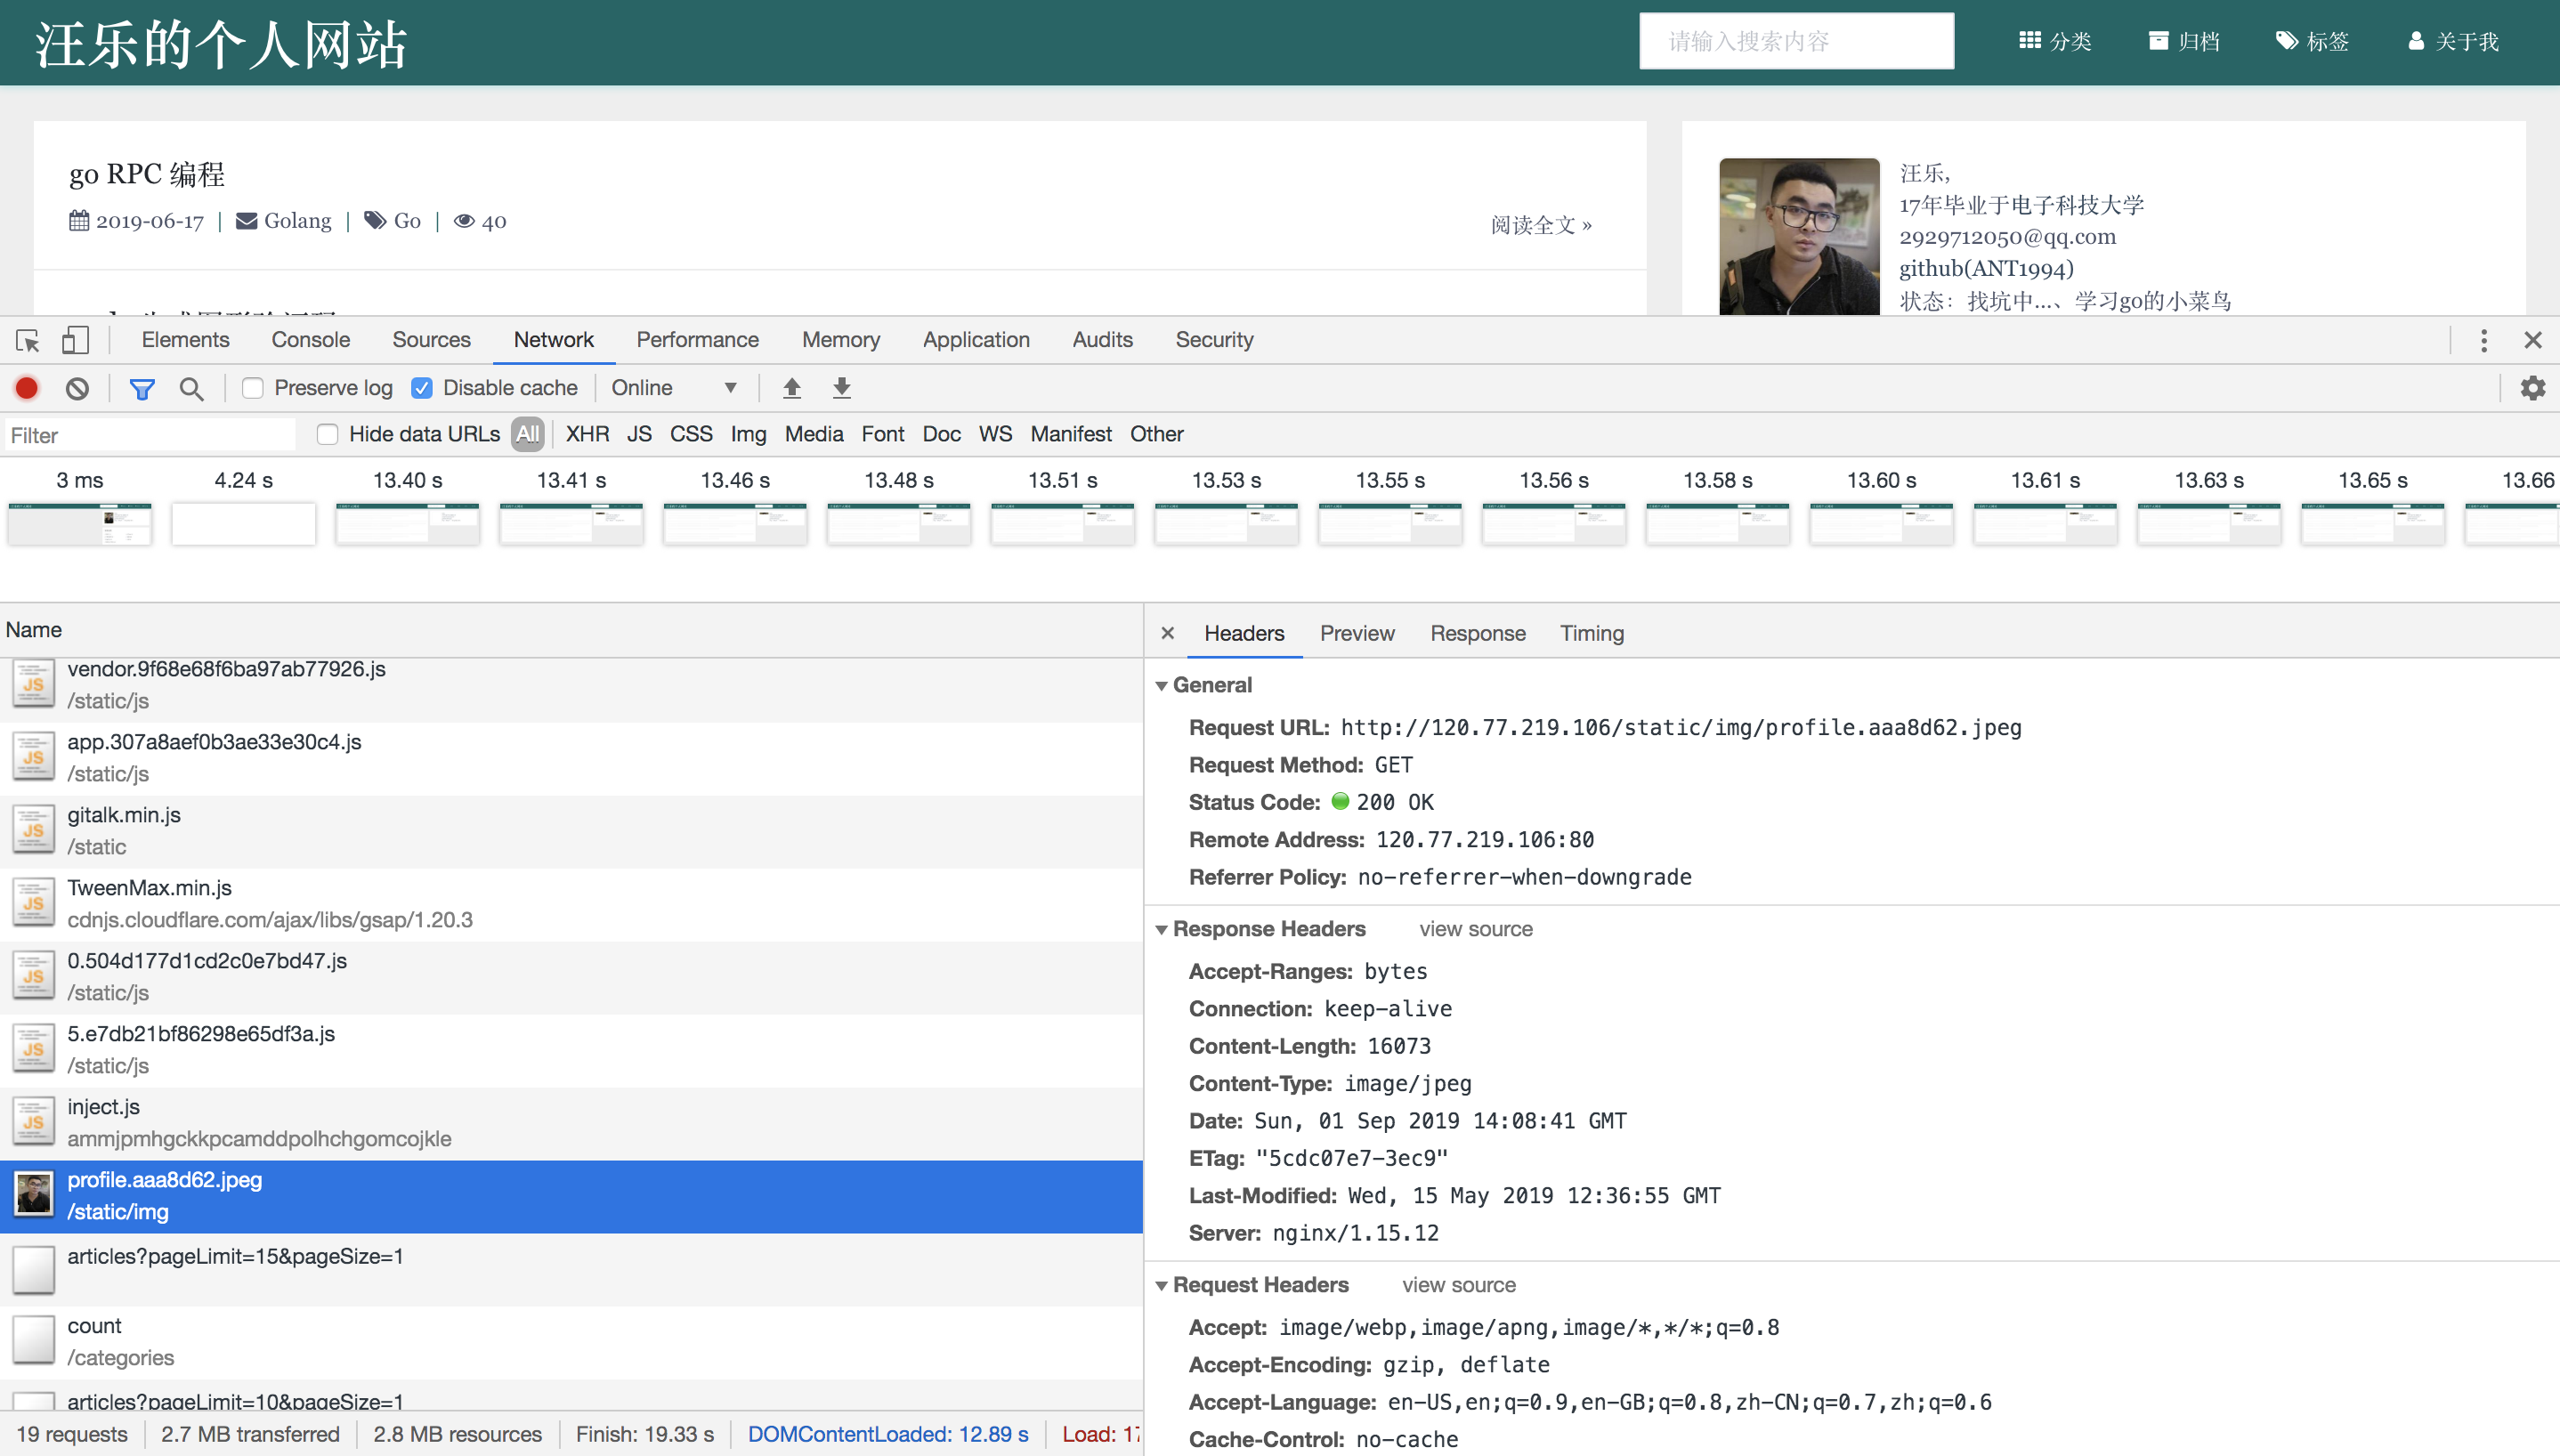 汪乐的个人网站
请输入搜索内容
分类
归档
标签
关于我
go RPC 编程
2019-06-17 | Golang | Go | 40
阅读全文 »
汪乐,
17年毕业于电子科技大学
2929712050@qq.com
github(ANT1994)
状态：找坑中...、学习go的小菜鸟
Elements Console Sources Network Performance Memory Application Audits Security
Preserve log Disable cache Online
Filter Hide data URLs All XHR JS CSS Img Media Font Doc WS Manifest Other
3 ms 4.24 s 13.40 s 13.41 s 13.46 s 13.48 s 13.51 s 13.53 s 13.55 s 13.56 s 13.58 s 13.60 s 13.61 s 13.63 s 13.65 s 13.66
Name
vendor.9f68e68f6ba97ab77926.js
/static/js
app.307a8aef0b3ae33e30c4.js
/static/js
gitalk.min.js
/static
TweenMax.min.js
cdnjs.cloudflare.com/ajax/libs/gsap/1.20.3
0.504d177d1cd2c0e7bd47.js
/static/js
5.e7db21bf86298e65df3a.js
/static/js
inject.js
ammjpmhgckkpcamddpolhchgomcojkle
profile.aaa8d62.jpeg
/static/img
articles?pageLimit=15&pageSize=1
count
/categories
articles?pageLimit=10&pageSize=1
19 requests 2.7 MB transferred 2.8 MB resources Finish: 19.33 s DOMContentLoaded: 12.89 s Load: 17
Headers Preview Response Timing
General
Request URL: http://120.77.219.106/static/img/profile.aaa8d62.jpeg
Request Method: GET
Status Code: 200 OK
Remote Address: 120.77.219.106:80
Referrer Policy: no-referrer-when-downgrade
Response Headers view source
Accept-Ranges: bytes
Connection: keep-alive
Content-Length: 16073
Content-Type: image/jpeg
Date: Sun, 01 Sep 2019 14:08:41 GMT
ETag: "5cdc07e7-3ec9"
Last-Modified: Wed, 15 May 2019 12:36:55 GMT
Server: nginx/1.15.12
Request Headers view source
Accept: image/webp,image/apng,image/*,*/*;q=0.8
Accept-Encoding: gzip, deflate
Accept-Language: en-US,en;q=0.9,en-GB;q=0.8,zh-CN;q=0.7,zh;q=0.6
Cache-Control: no-cache